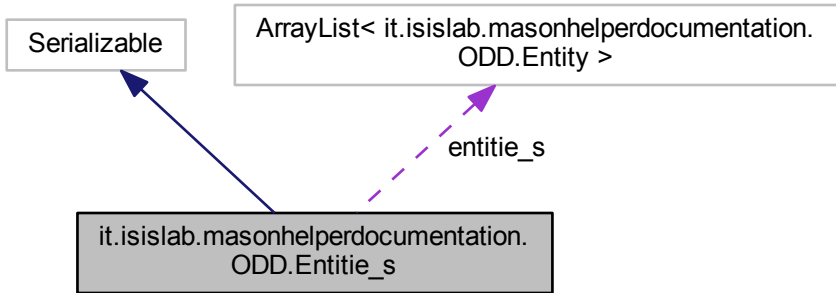 Serializable
ArrayList< it.isislab.masonhelperdocumentation.
ODD.Entity >
entitie_s
it.isislab.masonhelperdocumentation.
ODD.Entitie_s